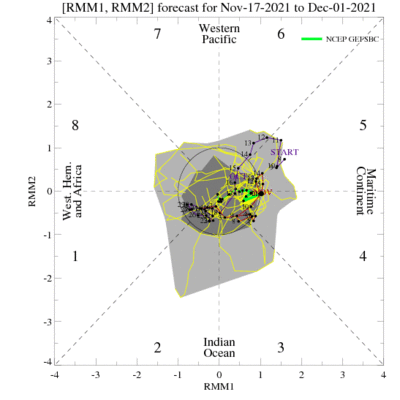 [RMM1, RMM2] forecast for Nov-17-2021 to Dec-01-2021
7
Western
Pacific
6
NCEP GEFSBC
8
5
START
West. Hem.
and Africa
Maritime
Continent
1
4
2
Indian
Ocean
3
RMM2
4
3
2
1
0
-1
-2
-3
-4
-4
-3
-2
-1
0
1
2
3
4
RMM1